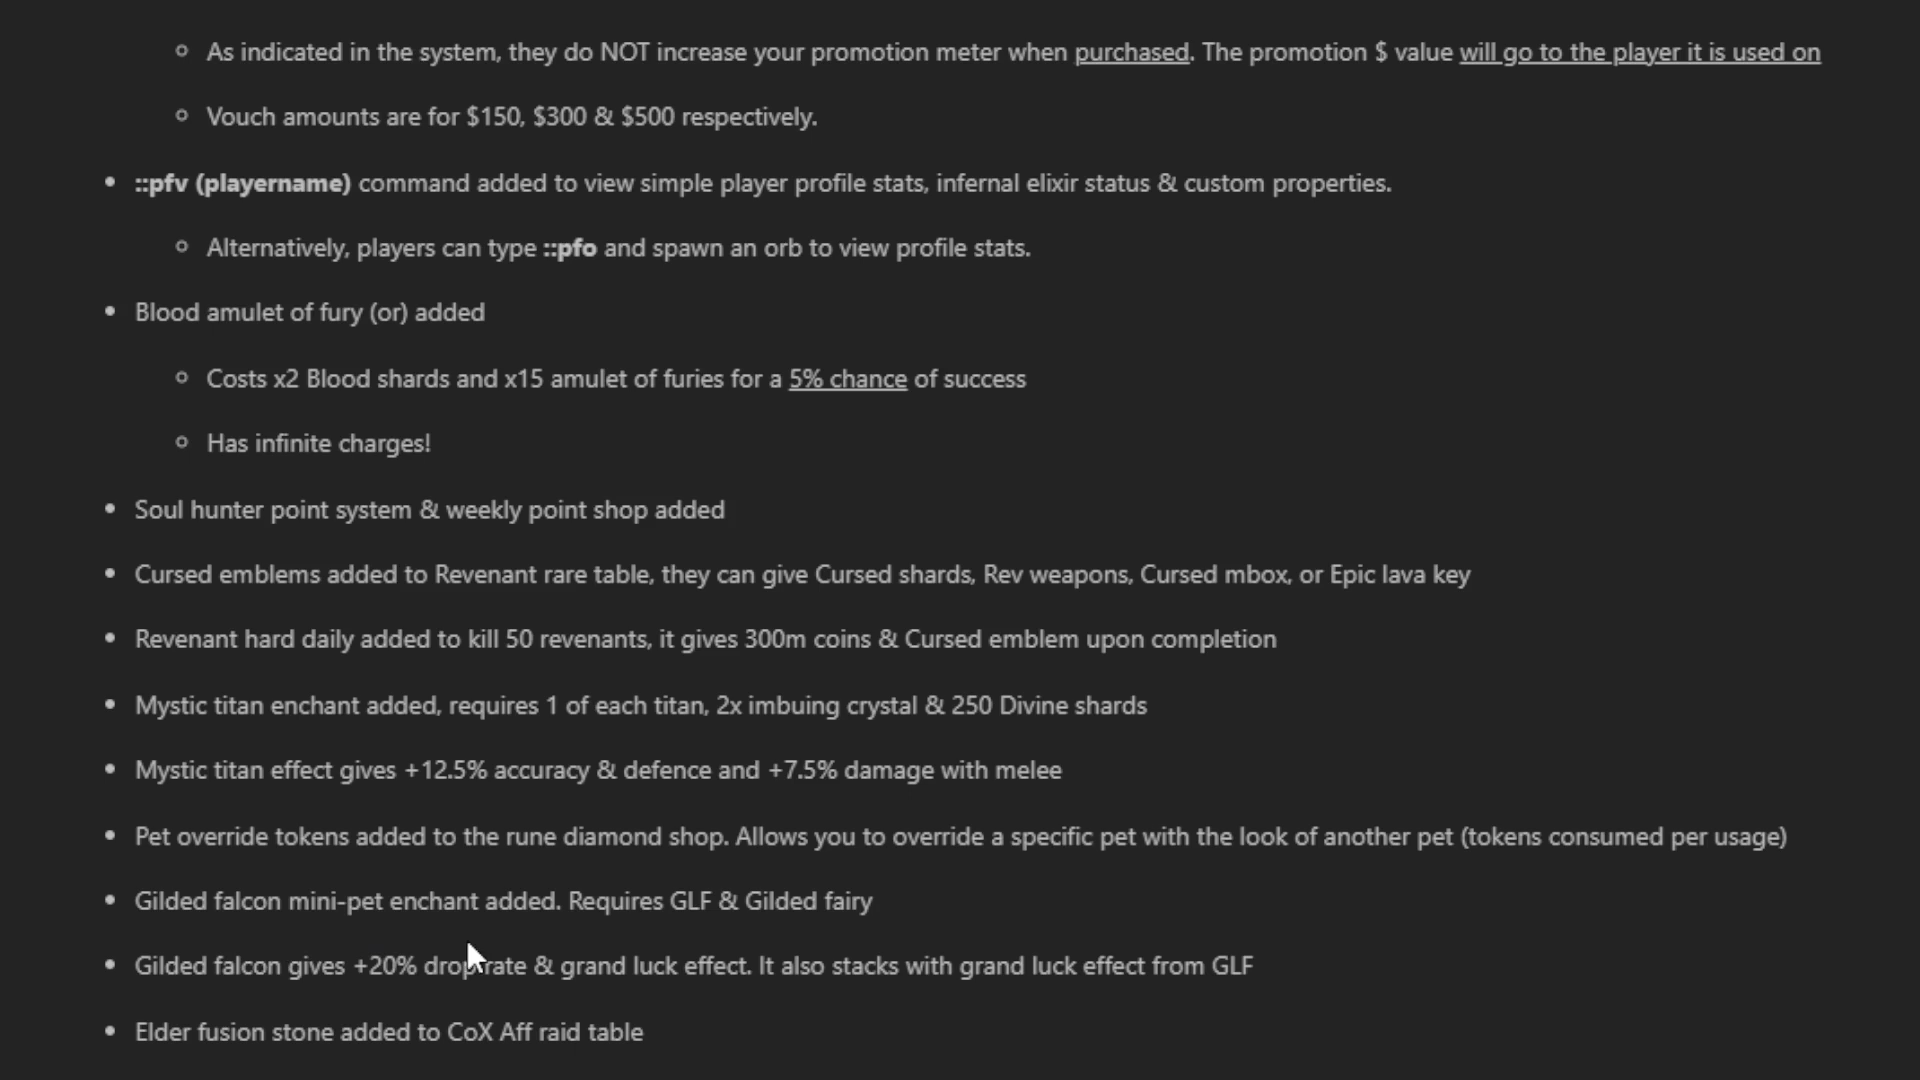 As indicated in the system, they do NOT increase your promotion meter when purchased. The promotion $ value will go to the player it is used on
Vouch amounts are for $150, $300 & $500 respectively.
::pfv (playername) command added to view simple player profile stats, infernal elixir status & custom properties.
Alternatively, players can type ::pfo and spawn an orb to view profile stats.
Blood amulet of fury (or) added
Costs x2 Blood shards and x15 amulet of furies for a 5% chance of success
Has infinite charges!
Soul hunter point system & weekly point shop added
Cursed emblems added to Revenant rare table, they can give Cursed shards, Rev weapons, Cursed mbox, or Epic lava key
Revenant hard daily added to kill 50 revenants, it gives 300m coins & Cursed emblem upon completion
Mystic titan enchant added, requires 1 of each titan, 2x imbuing crystal & 250 Divine shards
Mystic titan effect gives +12.5% accuracy & defence and +7.5% damage with melee
Pet override tokens added to the rune diamond shop. Allows you to override a specific pet with the look of another pet (tokens consumed per usage)
Gilded falcon mini-pet enchant added. Requires GLF & Gilded fairy
Gilded falcon gives +20% drop rate & grand luck effect. It also stacks with grand luck effect from GLF
Elder fusion stone added to CoX Aff raid table